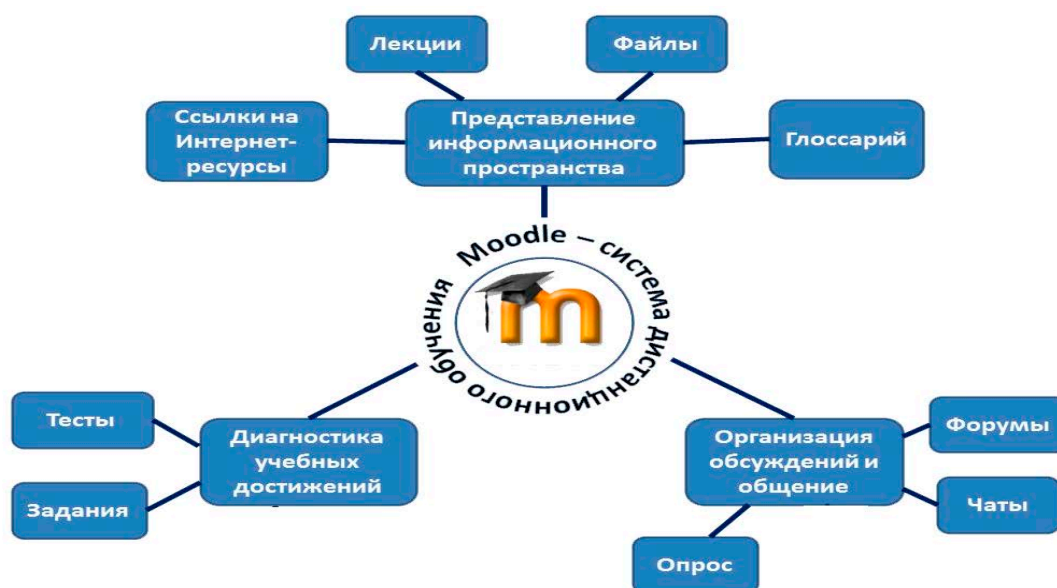 Лекции
Файлы
Ссылки на
Интернет-
ресурсы
Представление
информационного
пространства
Глоссарий
Moodle – система дистанционного обучения
m
Тесты
Задания
Диагностика
учебных
достижений
Организация
обсуждений и
общение
Форумы
Чаты
Опрос